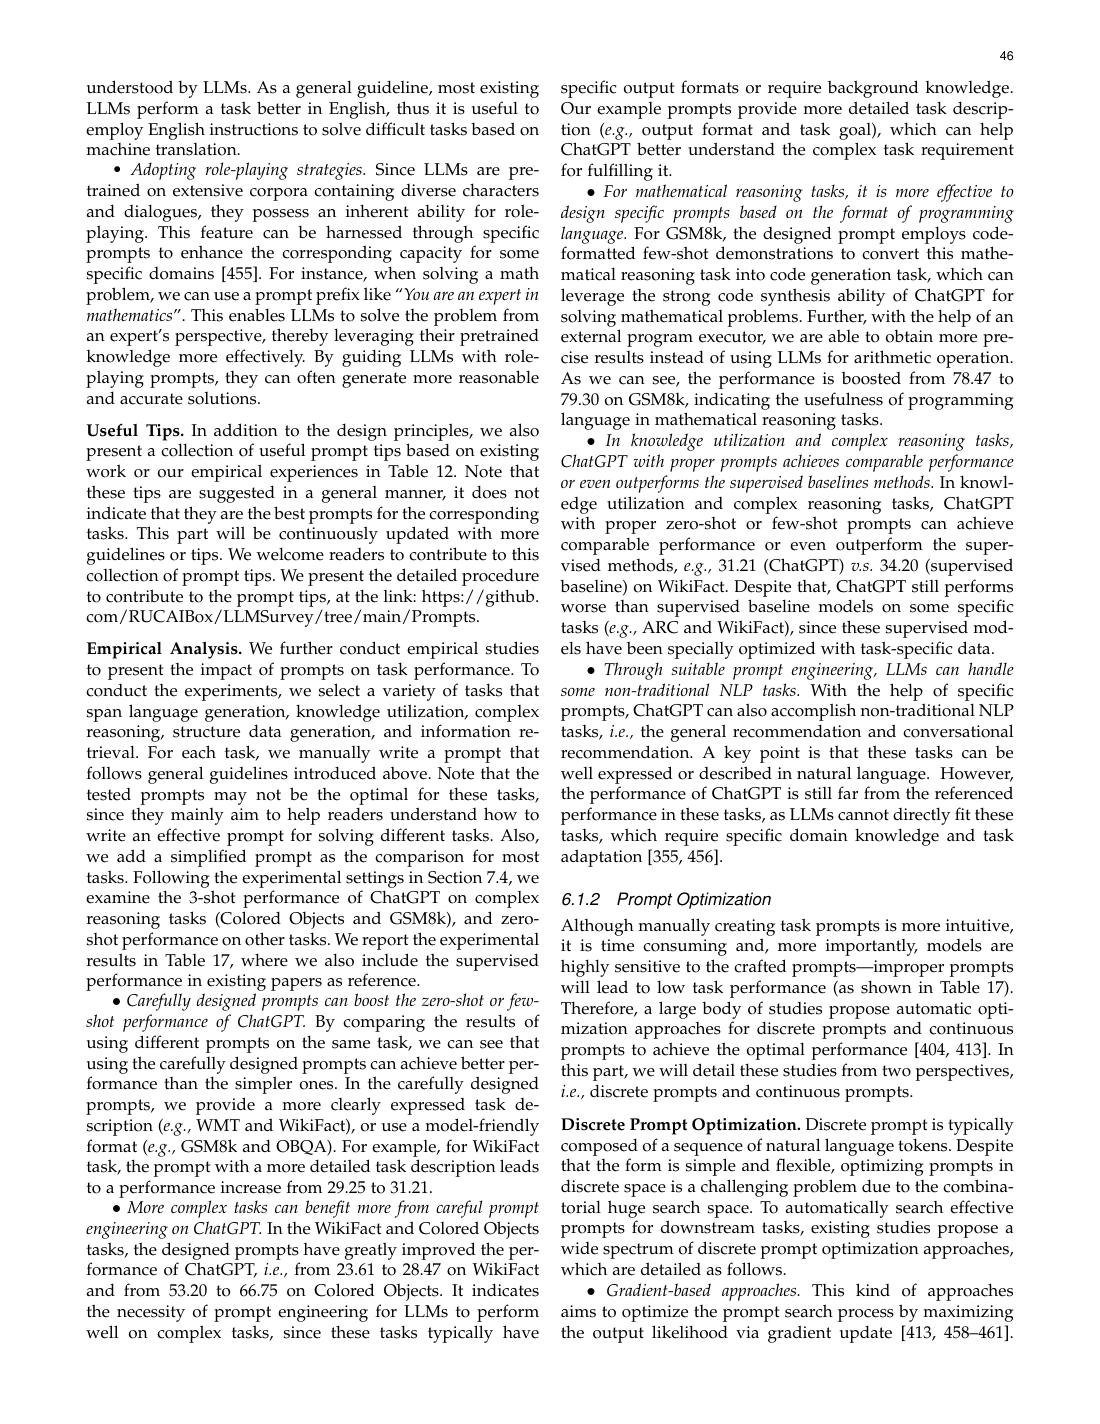 46
understood by LLMs. As a general guideline, most existing
LLMs perform a task better in English, thus it is useful to
employ English instructions to solve difficult tasks based on
machine translation.
• Adopting role-playing strategies. Since LLMs are pre-
trained on extensive corpora containing diverse characters
and dialogues, they possess an inherent ability for role-
playing. This feature can be harnessed through specific
prompts to enhance the corresponding capacity for some
specific domains [455]. For instance, when solving a math
problem, we can use a prompt prefix like “You are an expert in
mathematics”. This enables LLMs to solve the problem from
an expert’s perspective, thereby leveraging their pretrained
knowledge more effectively. By guiding LLMs with role-
playing prompts, they can often generate more reasonable
and accurate solutions.
Useful Tips. In addition to the design principles, we also
present a collection of useful prompt tips based on existing
work or our empirical experiences in Table 12. Note that
these tips are suggested in a general manner, it does not
indicate that they are the best prompts for the corresponding
tasks. This part will be continuously updated with more
guidelines or tips. We welcome readers to contribute to this
collection of prompt tips. We present the detailed procedure
to contribute to the prompt tips, at the link: https://github.
com/RUCAIBox/LLMSurvey/tree/main/Prompts.
Empirical Analysis. We further conduct empirical studies
to present the impact of prompts on task performance. To
conduct the experiments, we select a variety of tasks that
span language generation, knowledge utilization, complex
reasoning, structure data generation, and information re-
trieval. For each task, we manually write a prompt that
follows general guidelines introduced above. Note that the
tested prompts may not be the optimal for these tasks,
since they mainly aim to help readers understand how to
write an effective prompt for solving different tasks. Also,
we add a simplified prompt as the comparison for most
tasks. Following the experimental settings in Section 7.4, we
examine the 3-shot performance of ChatGPT on complex
reasoning tasks (Colored Objects and GSM8k), and zero-
shot performance on other tasks. We report the experimental
results in Table 17, where we also include the supervised
performance in existing papers as reference.
• Carefully designed prompts can boost the zero-shot or few-
shot performance of ChatGPT. By comparing the results of
using different prompts on the same task, we can see that
using the carefully designed prompts can achieve better per-
formance than the simpler ones. In the carefully designed
prompts, we provide a more clearly expressed task de-
scription (e.g., WMT and WikiFact), or use a model-friendly
format (e.g., GSM8k and OBQA). For example, for WikiFact
task, the prompt with a more detailed task description leads
to a performance increase from 29.25 to 31.21.
• More complex tasks can benefit more from careful prompt
engineering on ChatGPT. In the WikiFact and Colored Objects
tasks, the designed prompts have greatly improved the per-
formance of ChatGPT, i.e., from 23.61 to 28.47 on WikiFact
and from 53.20 to 66.75 on Colored Objects. It indicates
the necessity of prompt engineering for LLMs to perform
well on complex tasks, since these tasks typically have
specific output formats or require background knowledge.
Our example prompts provide more detailed task descrip-
tion (e.g., output format and task goal), which can help
ChatGPT better understand the complex task requirement
for fulfilling it.
• For mathematical reasoning tasks, it is more effective to
design specific prompts based on the format of programming
language. For GSM8k, the designed prompt employs code-
formatted few-shot demonstrations to convert this mathe-
matical reasoning task into code generation task, which can
leverage the strong code synthesis ability of ChatGPT for
solving mathematical problems. Further, with the help of an
external program executor, we are able to obtain more pre-
cise results instead of using LLMs for arithmetic operation.
As we can see, the performance is boosted from 78.47 to
79.30 on GSM8k, indicating the usefulness of programming
language in mathematical reasoning tasks.
• In knowledge utilization and complex reasoning tasks,
ChatGPT with proper prompts achieves comparable performance
or even outperforms the supervised baselines methods. In knowl-
edge utilization and complex reasoning tasks, ChatGPT
with proper zero-shot or few-shot prompts can achieve
comparable performance or even outperform the super-
vised methods, e.g., 31.21 (ChatGPT) v.s. 34.20 (supervised
baseline) on WikiFact. Despite that, ChatGPT still performs
worse than supervised baseline models on some specific
tasks (e.g., ARC and WikiFact), since these supervised mod-
els have been specially optimized with task-specific data.
• Through suitable prompt engineering, LLMs can handle
some non-traditional NLP tasks. With the help of specific
prompts, ChatGPT can also accomplish non-traditional NLP
tasks, i.e., the general recommendation and conversational
recommendation. A key point is that these tasks can be
well expressed or described in natural language. However,
the performance of ChatGPT is still far from the referenced
performance in these tasks, as LLMs cannot directly fit these
tasks, which require specific domain knowledge and task
adaptation [355, 456].
6.1.2 Prompt Optimization
Although manually creating task prompts is more intuitive,
it is time consuming and, more importantly, models are
highly sensitive to the crafted prompts—improper prompts
will lead to low task performance (as shown in Table 17).
Therefore, a large body of studies propose automatic opti-
mization approaches for discrete prompts and continuous
prompts to achieve the optimal performance [404, 413]. In
this part, we will detail these studies from two perspectives,
i.e., discrete prompts and continuous prompts.
Discrete Prompt Optimization. Discrete prompt is typically
composed of a sequence of natural language tokens. Despite
that the form is simple and flexible, optimizing prompts in
discrete space is a challenging problem due to the combina-
torial huge search space. To automatically search effective
prompts for downstream tasks, existing studies propose a
wide spectrum of discrete prompt optimization approaches,
which are detailed as follows.
• Gradient-based approaches. This kind of approaches
aims to optimize the prompt search process by maximizing
the output likelihood via gradient update [413, 458–461].